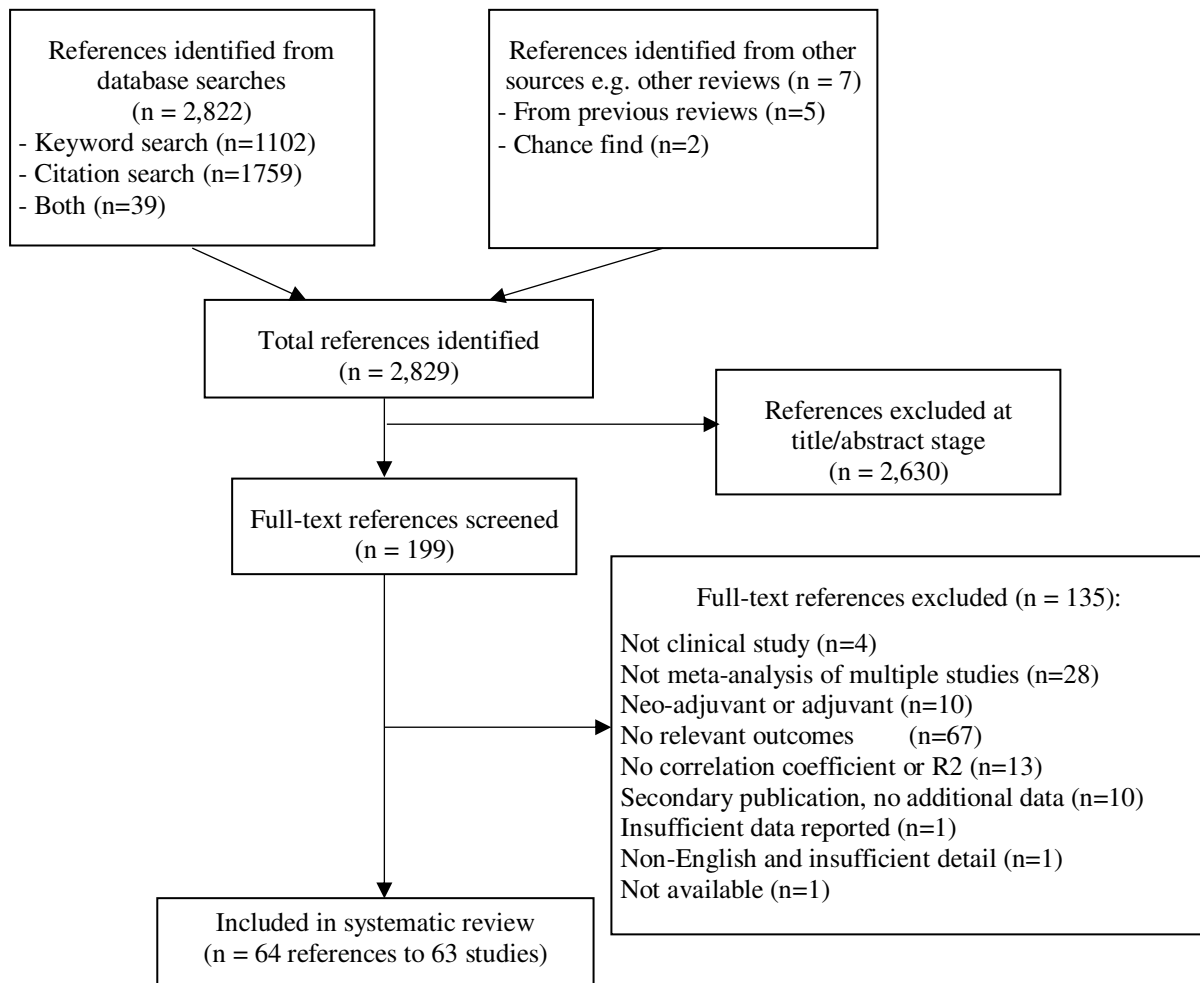 References identified from
database searches
(n = 2,822)
- Keyword search (n=1102)
- Citation search (n=1759)
- Both (n=39)
References identified from other
sources e.g. other reviews (n = 7)
- From previous reviews (n=5)
- Chance find (n=2)
Total references identified
(n = 2,829)
References excluded at
title/abstract stage
(n = 2,630)
Full-text references screened
(n = 199)
Full-text references excluded (n = 135):
Not clinical study (n=4)
Not meta-analysis of multiple studies (n=28)
Neo-adjuvant or adjuvant (n=10)
No relevant outcomes (n=67)
No correlation coefficient or R2 (n=13)
Secondary publication, no additional data (n=10)
Insufficient data reported (n=1)
Non-English and insufficient detail (n=1)
Not available (n=1)
Included in systematic review
(n = 64 references to 63 studies)